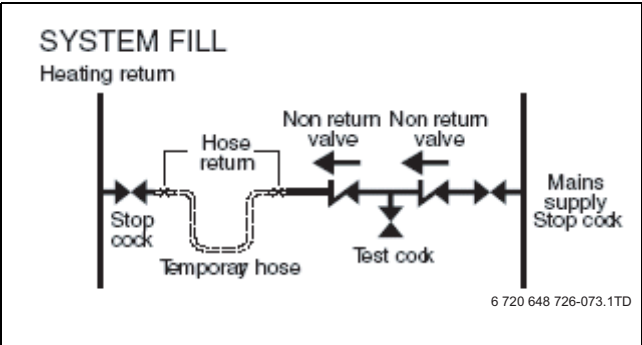 SYSTEM FILL
Heating return
Non return
valve
Non return
valve
Hose
return
Stop
cock
Temporay hose
Test cock
Mains
supply
Stop cock
6 720 648 726-073.1TD